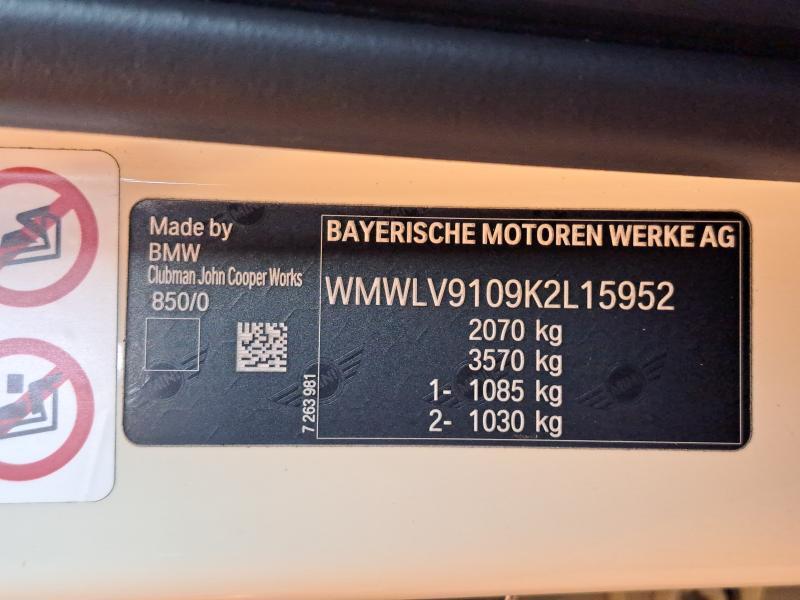 Made by
BMW
Clubman John Cooper Works
850/0
7 263 981
BAYERISCHE MOTOREN WERKE AG
WMWLV9109K2L15952
2070 kg
3570 kg
1- 1085 kg
2- 1030 kg